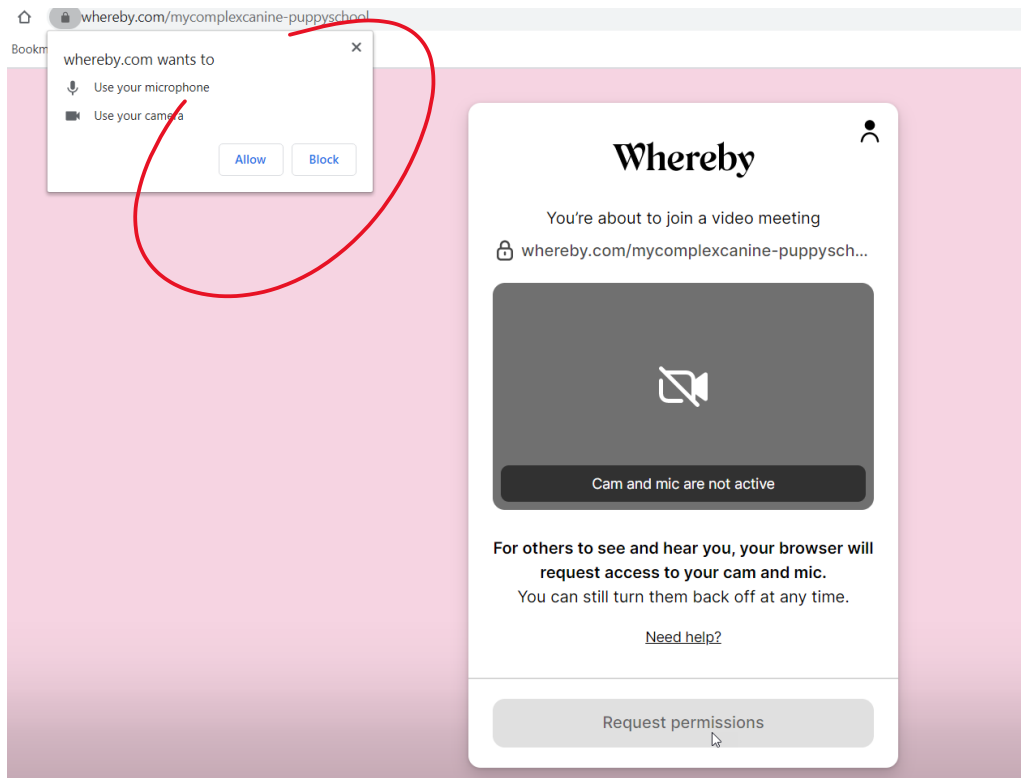 whereby.com/mycomplexcanine-puppyschool
whereby.com wants to
Use your microphone
Use your camera
Allow
Block
Whereby
You're about to join a video meeting
whereby.com/mycomplexcanine-puppysch...
Cam and mic are not active
For others to see and hear you, your browser will
request access to your cam and mic.
You can still turn them back off at any time.
Need help?
Request permissions